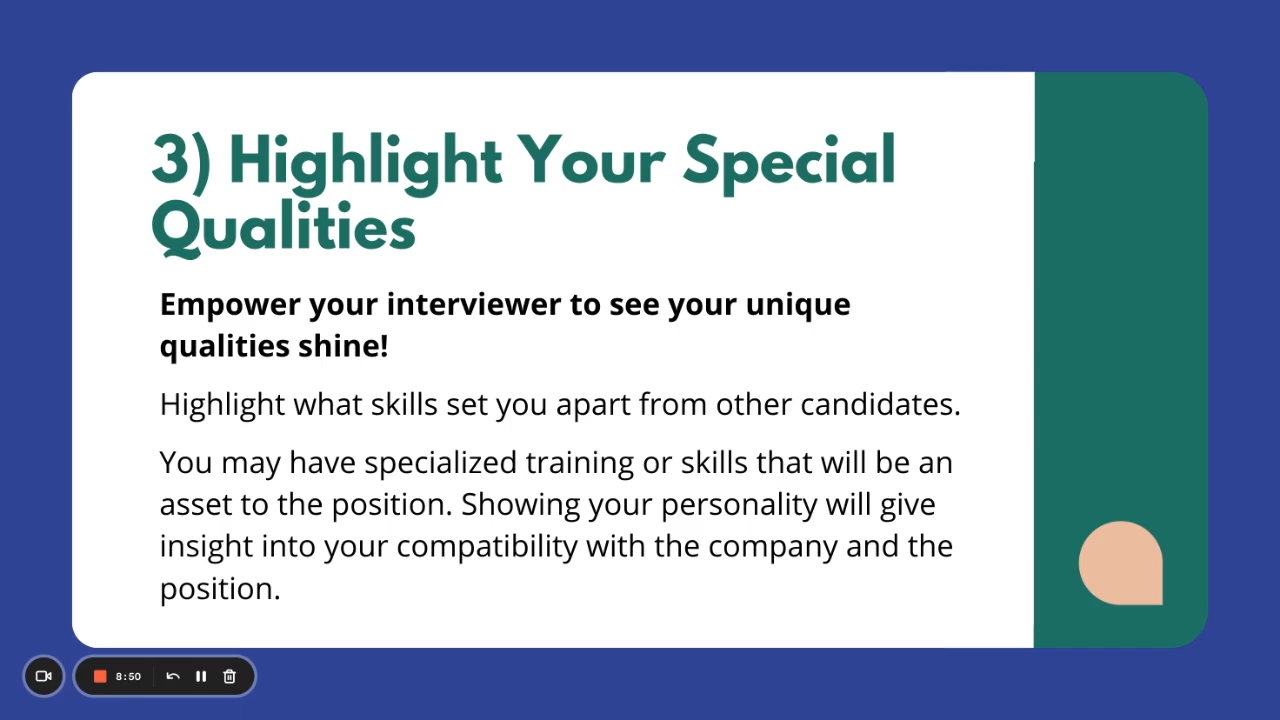 3) Highlight Your Special
Qualities
Empower your interviewer to see your unique
qualities shine!
Highlight what skills set you apart from other candidates.
You may have specialized training or skills that will be an
asset to the position. Showing your personality will give
insight into your compatibility with the company and the
position.
8:50